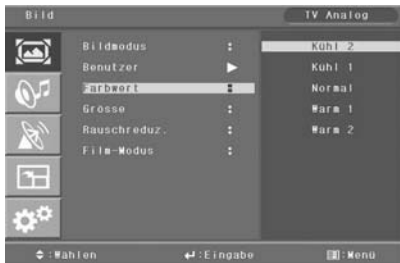 Bild TV Analog
Bildmodus : Kühl 2
Benutzer Kühl 1
Farbwert : Normal
Grösse : Warm 1
Rauschreduz. : Warm 2
Film-Modus :
:Wahlen :Eingabe :Menü